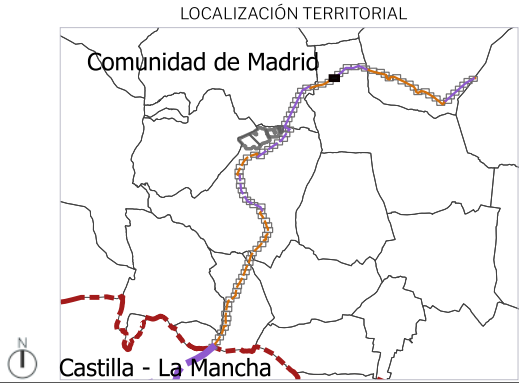 LOCALIZACIÓN TERRITORIAL
Comunidad de Madrid
N
Castilla - La Mancha